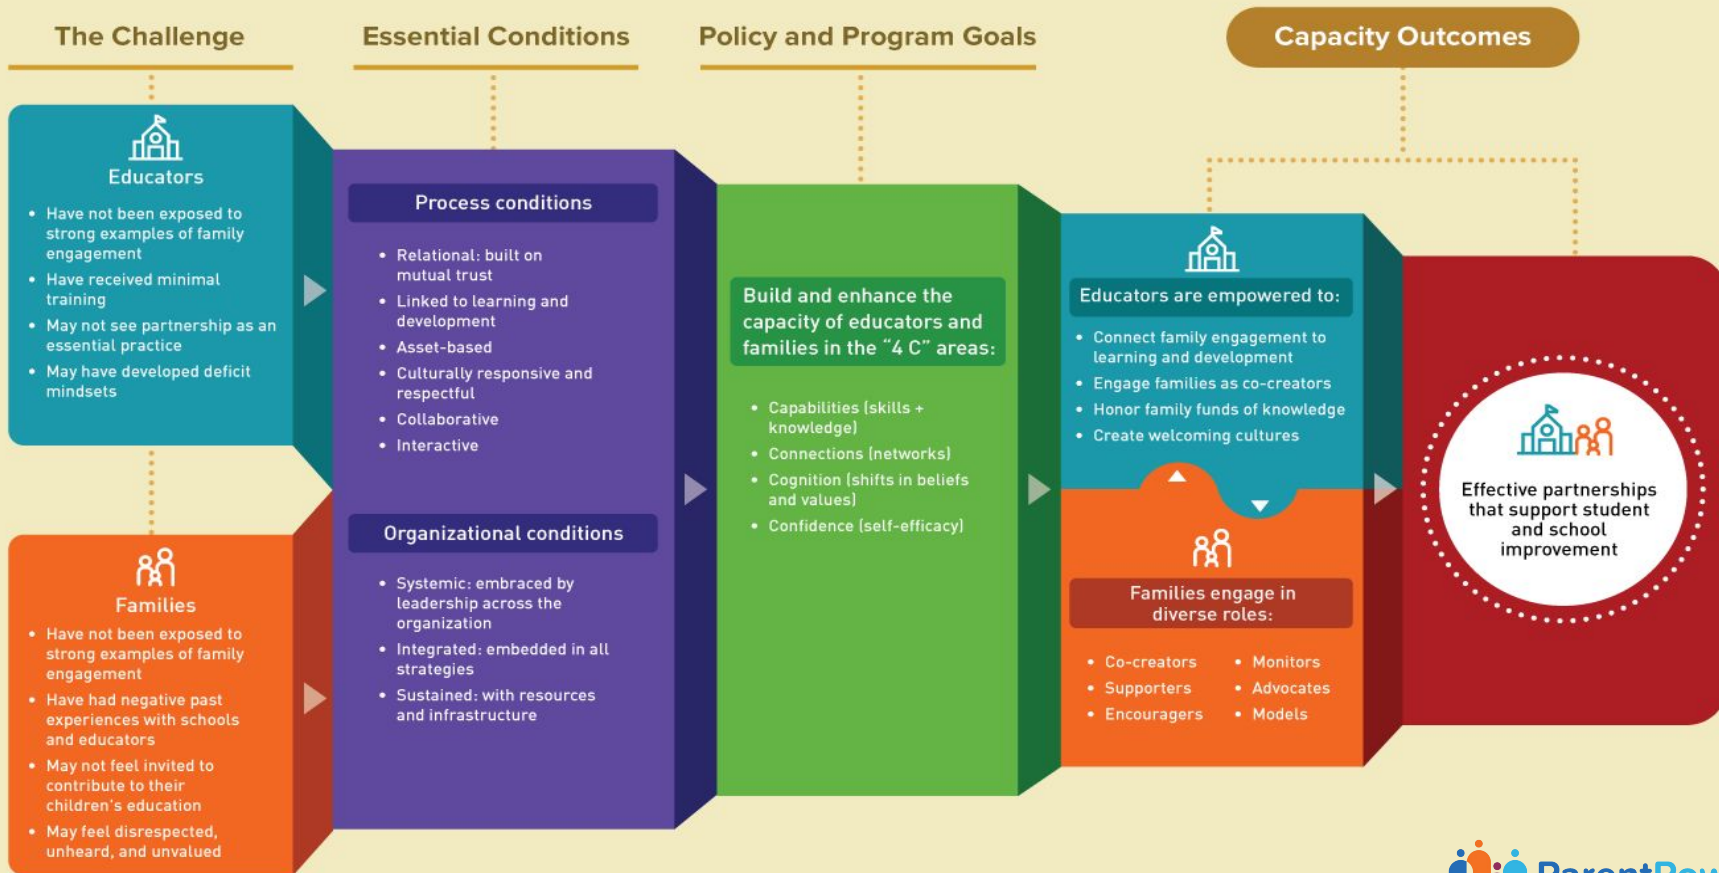 The Challenge
Educators
• Have not been exposed to
strong examples of family
engagement
• Have received minimal
training
• May not see partnership as an
essential practice
• May have developed deficit
mindsets
Families
• Have not been exposed to
strong examples of family
engagement
• Have had negative past
experiences with schools
and educators
• May not feel invited to
contribute to their
children's education
• May feel disrespected,
unheard, and unvalued
Essential Conditions
Process conditions
• Relational: built on
mutual trust
• Linked to learning and
development
• Asset-based
• Culturally responsive and
respectful
• Collaborative
• Interactive
Organizational conditions
• Systemic: embraced by
leadership across the
organization
• Integrated: embedded in all
strategies
• Sustained: with resources
and infrastructure
Policy and Program Goals
Build and enhance the
capacity of educators and
families in the “4 C” areas:
• Capabilities (skills +
knowledge)
• Connections (networks)
• Cognition (shifts in beliefs
and values)
• Confidence (self-efficacy)
Capacity Outcomes
Educators are empowered to:
• Connect family engagement to
learning and development
• Engage families as co-creators
• Honor family funds of knowledge
• Create welcoming cultures
Families engage in
diverse roles:
• Co-creators
• Supporters
• Encouragers
• Monitors
• Advocates
• Models
Effective partnerships
that support student
and school
improvement